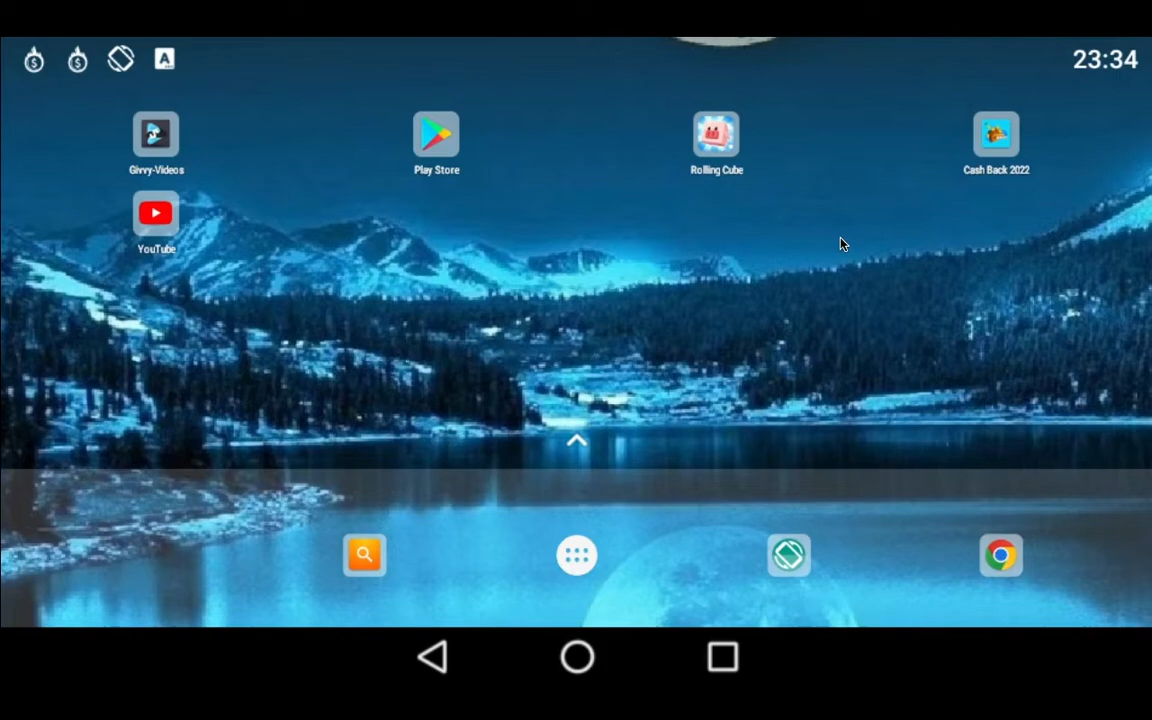 A
23:34
Givvy-Videos
Play Store
Rolling Cube
Cash Back 2022
YouTube